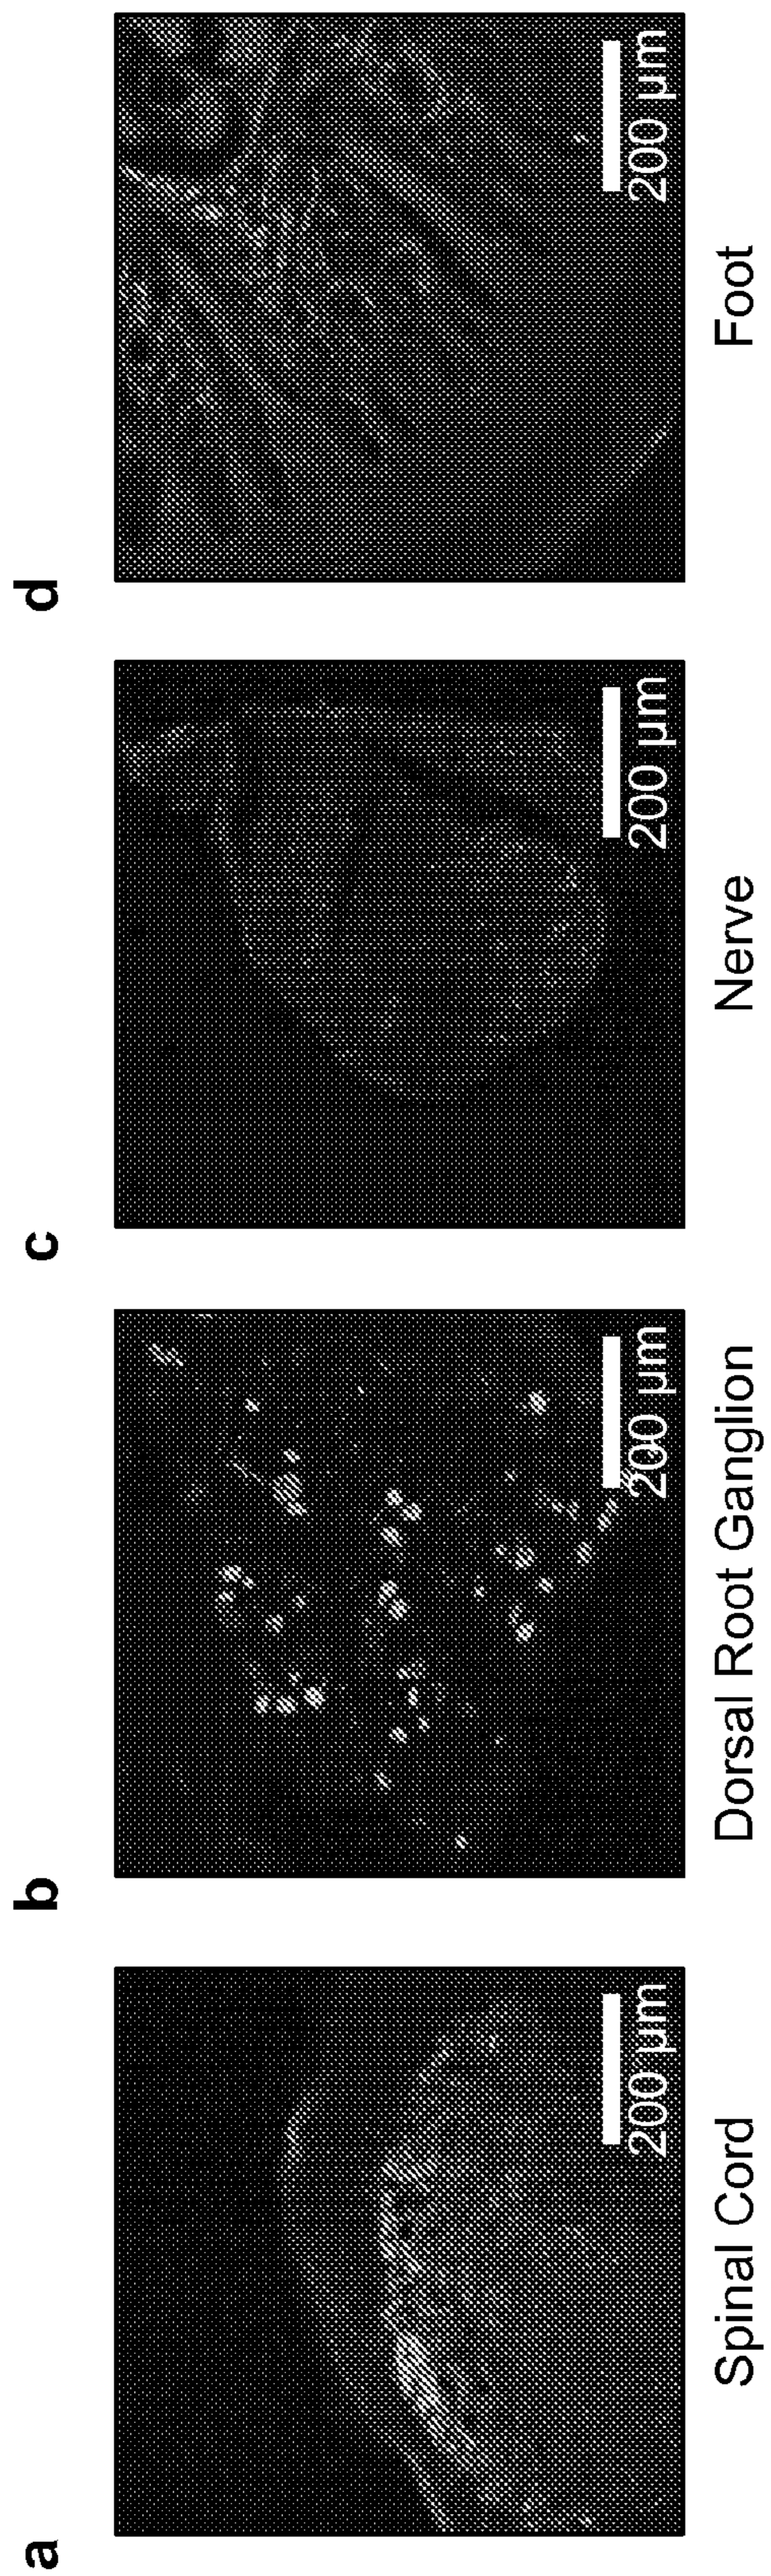 a
200 µm
Spinal Cord
b
200 µm
Dorsal Root Ganglion
c
200 µm
Nerve
d
200 µm
Foot